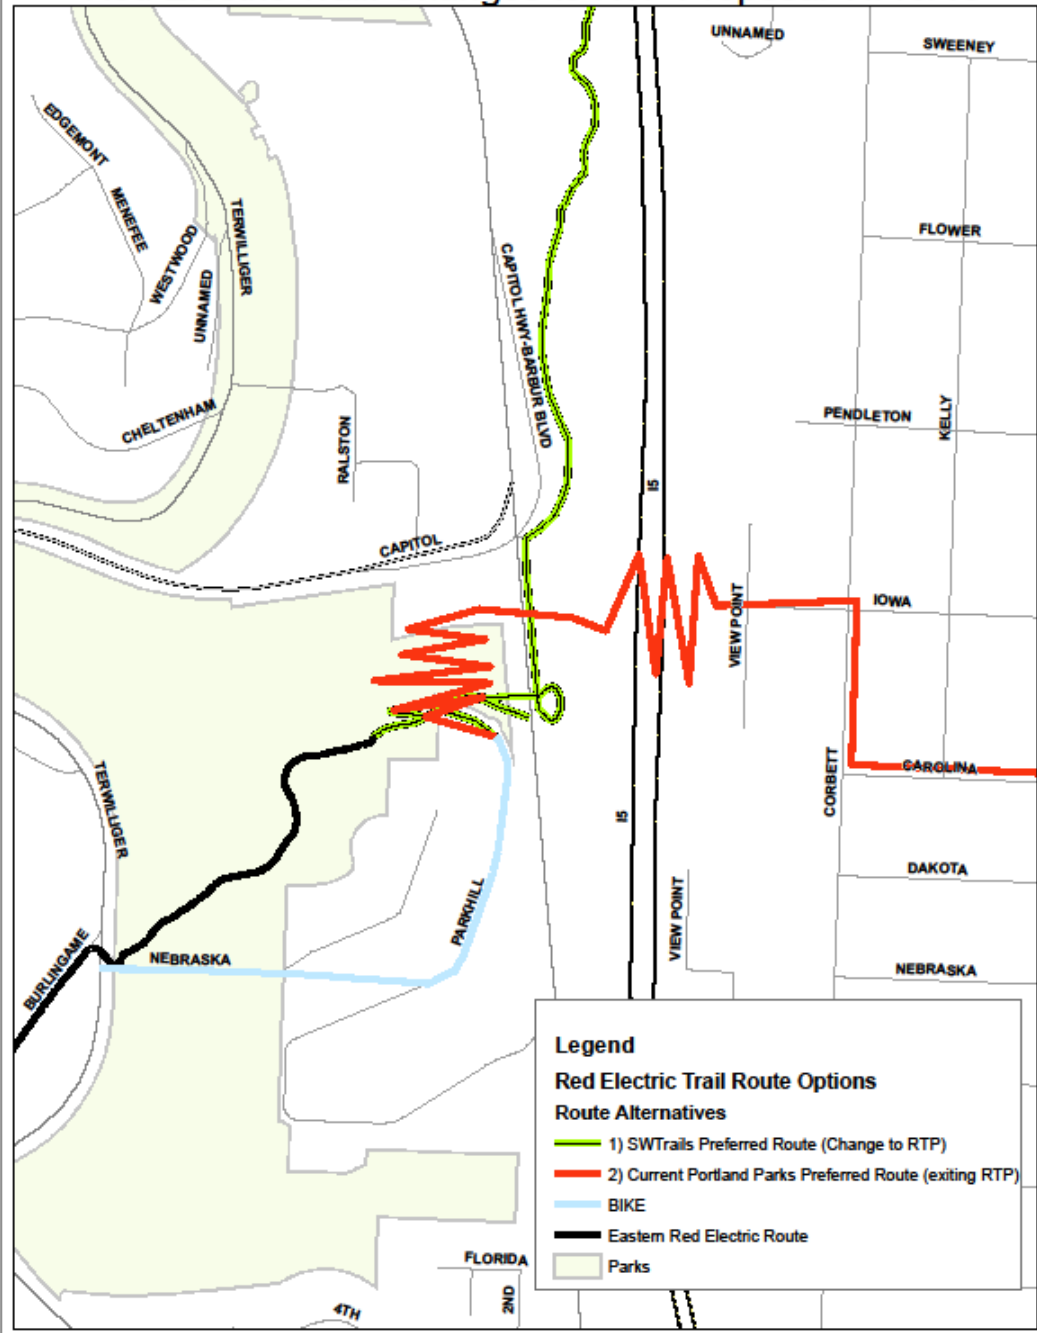 UNNAMED
SWEENEY
EDGEMONT
MENEFEE
TERWILLIGER
WESTWOOD
UNNAMED
FLOWER
CAPITOL HWY-BARBUR BLVD
CHELTENHAM
RALSTON
PENDLETON
KELLY
I5
CAPITOL
VIEW POINT
IOWA
TERWILLIGER
CORBETT
CAROLINA
I5
DAKOTA
PARKHILL
VIEW POINT
BURLINGAME
NEBRASKA
NEBRASKA
Legend
Red Electric Trail Route Options
Route Alternatives
1) SWTrails Preferred Route (Change to RTP)
2) Current Portland Parks Preferred Route (exiting RTP)
BIKE
Eastern Red Electric Route
Parks
FLORIDA
2ND
4TH